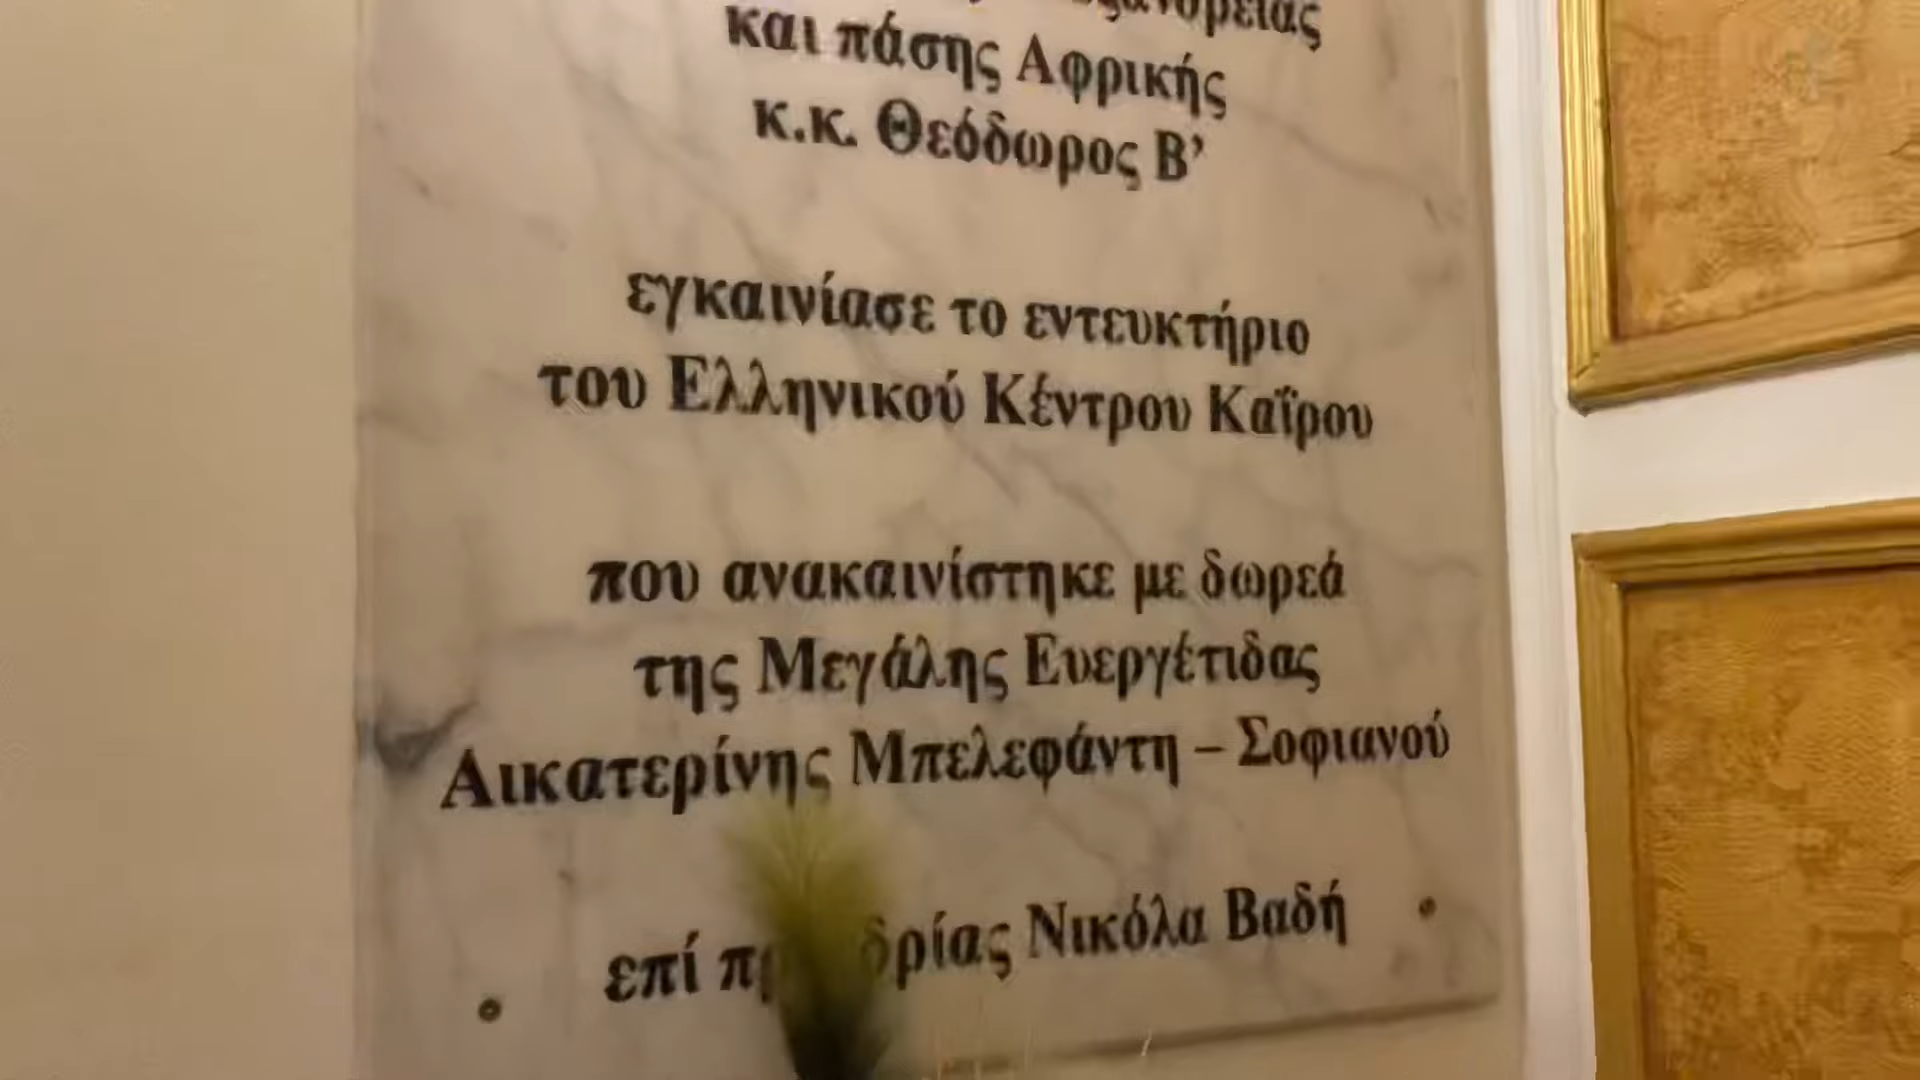 και πάσης Αφρικής
κ.κ. Θεόδωρος Β’
εγκαινίασε το εντευκτήριο
του Ελληνικού Κέντρου Καΐρου
που ανακαινίστηκε με δωρεά
της Μεγάλης Ευεργέτιδας
Αικατερίνης Μπελεφάντη – Σοφιανού
επί Νικόλα Βαδή